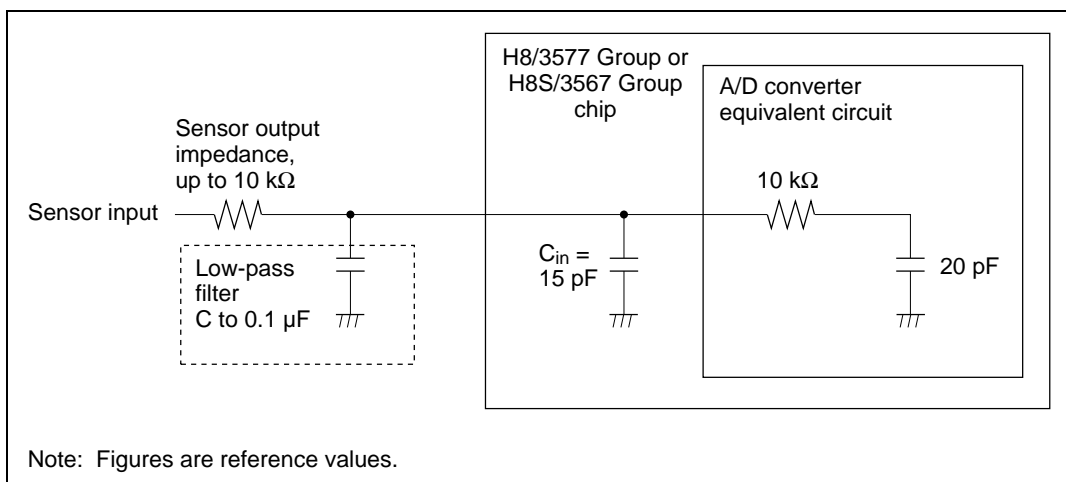 H8/3577 Group or
H8S/3567 Group
chip
A/D converter
equivalent circuit
Sensor output
impedance,
up to 10 kΩ
10 kΩ
Sensor input
Low-pass
filter
C to 0.1 µF
Cin =
15 pF
20 pF
Note: Figures are reference values.